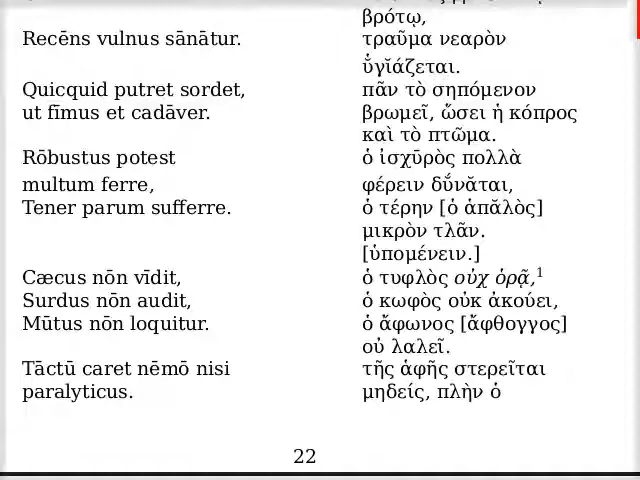 βρότῳ,
Recēns vulnus sānātur.
τραῦμα νεαρὸν
ὑ̓γῐάζεται.
Quicquid putret sordet,
πᾶν τὸ σηπόμενον
ut fīmus et cadāver.
βρωμεῖ, ὥσει ἡ κόπρος
καὶ τὸ πτῶμα.
Rōbustus potest
ὁ ἰσχῡρὸς πολλὰ
multum ferre,
φέρειν δῠ́νᾰται,
Tener parum sufferre.
ὁ τέρην [ὁ ἁπᾰλὸς]
μικρὸν τλᾶν.
[ὑπομένειν.]
Cæcus nōn vīdit,
ὁ τυφλὸς οὐχ ὁρᾷ,¹
Surdus nōn audit,
ὁ κωφὸς οὐκ ἀκούει,
Mūtus nōn loquitur.
ὁ ἄφωνος [ἄφθογγος]
οὐ λαλεῖ.
Tāctū caret nēmō nisi
τῆς ἁφῆς στερεῖται
paralyticus.
μηδείς, πλὴν ὁ
22